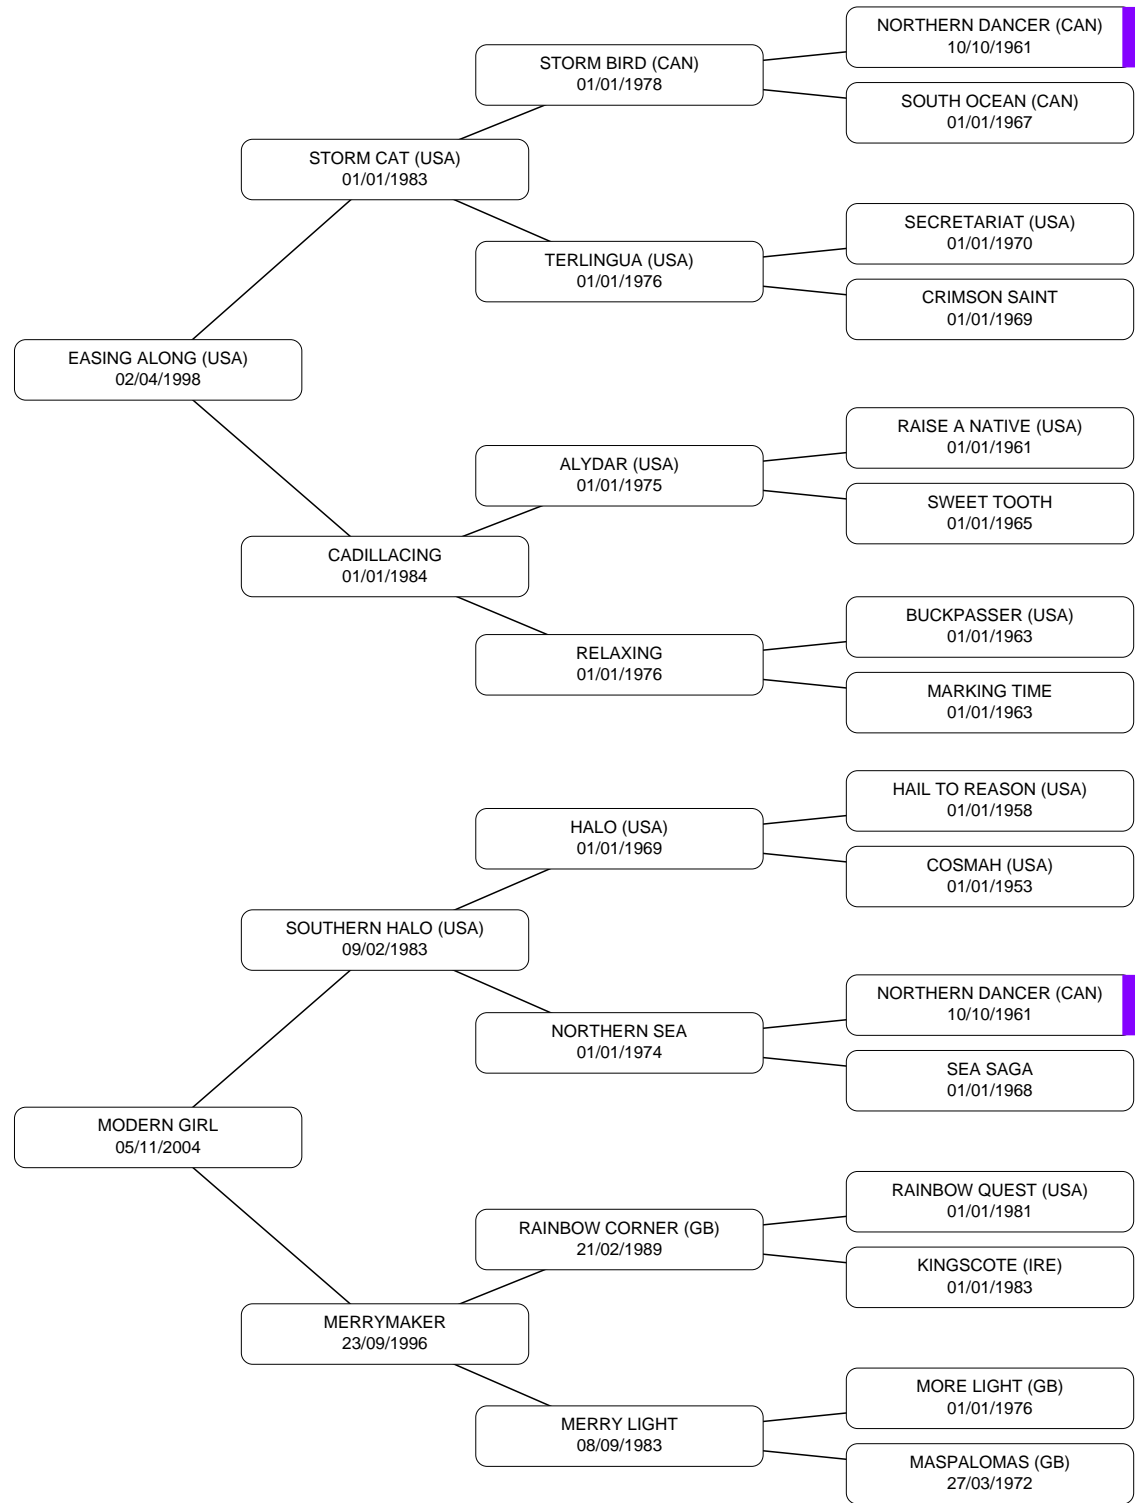 NORTHERN DANCER (CAN)
10/10/1961
STORM BIRD (CAN)
01/01/1978
SOUTH OCEAN (CAN)
01/01/1967
STORM CAT (USA)
01/01/1983
SECRETARIAT (USA)
01/01/1970
TERLINGUA (USA)
01/01/1976
CRIMSON SAINT
01/01/1969
EASING ALONG (USA)
02/04/1998
RAISE A NATIVE (USA)
01/01/1961
ALYDAR (USA)
01/01/1975
SWEET TOOTH
01/01/1965
CADILLACING
01/01/1984
BUCKPASSER (USA)
01/01/1963
RELAXING
01/01/1976
MARKING TIME
01/01/1963
HAIL TO REASON (USA)
01/01/1958
HALO (USA)
01/01/1969
COSMAH (USA)
01/01/1953
SOUTHERN HALO (USA)
09/02/1983
NORTHERN DANCER (CAN)
10/10/1961
NORTHERN SEA
01/01/1974
SEA SAGA
01/01/1968
MODERN GIRL
05/11/2004
RAINBOW QUEST (USA)
01/01/1981
RAINBOW CORNER (GB)
21/02/1989
KINGSCOTE (IRE)
01/01/1983
MERRYMAKER
23/09/1996
MORE LIGHT (GB)
01/01/1976
MERRY LIGHT
08/09/1983
MASPALOMAS (GB)
27/03/1972